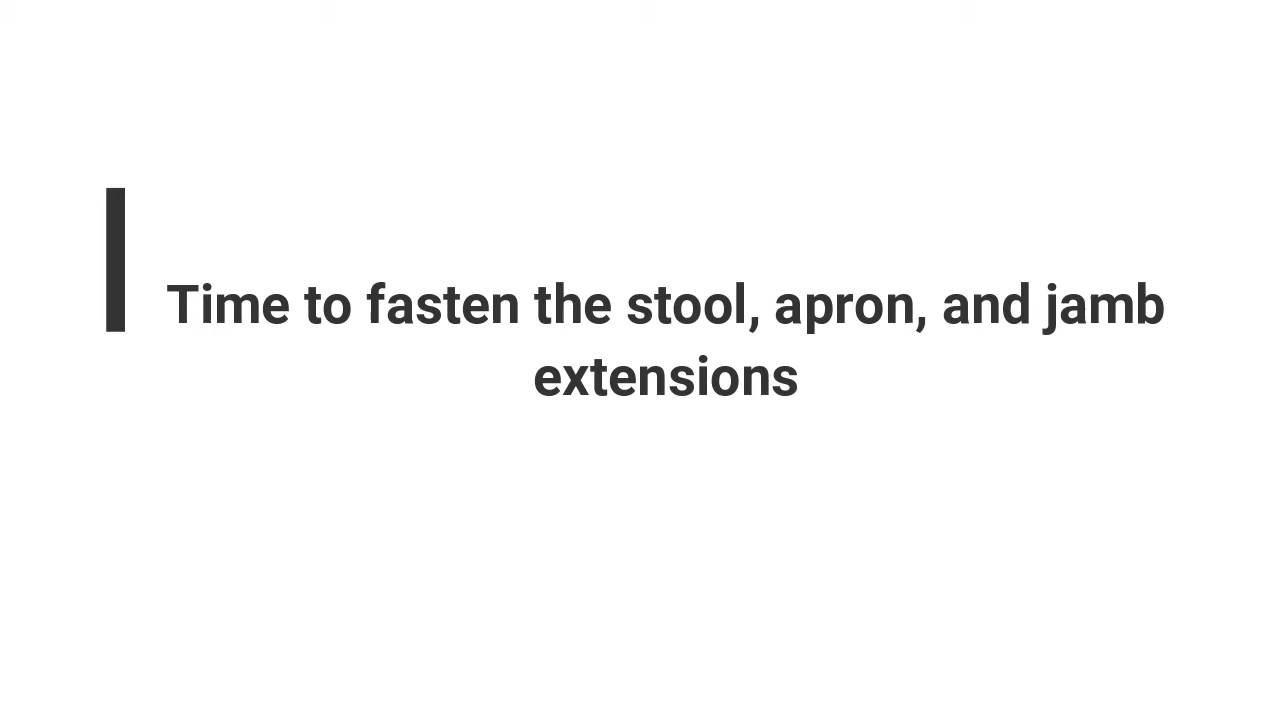 Time to fasten the stool, apron, and jamb
extensions